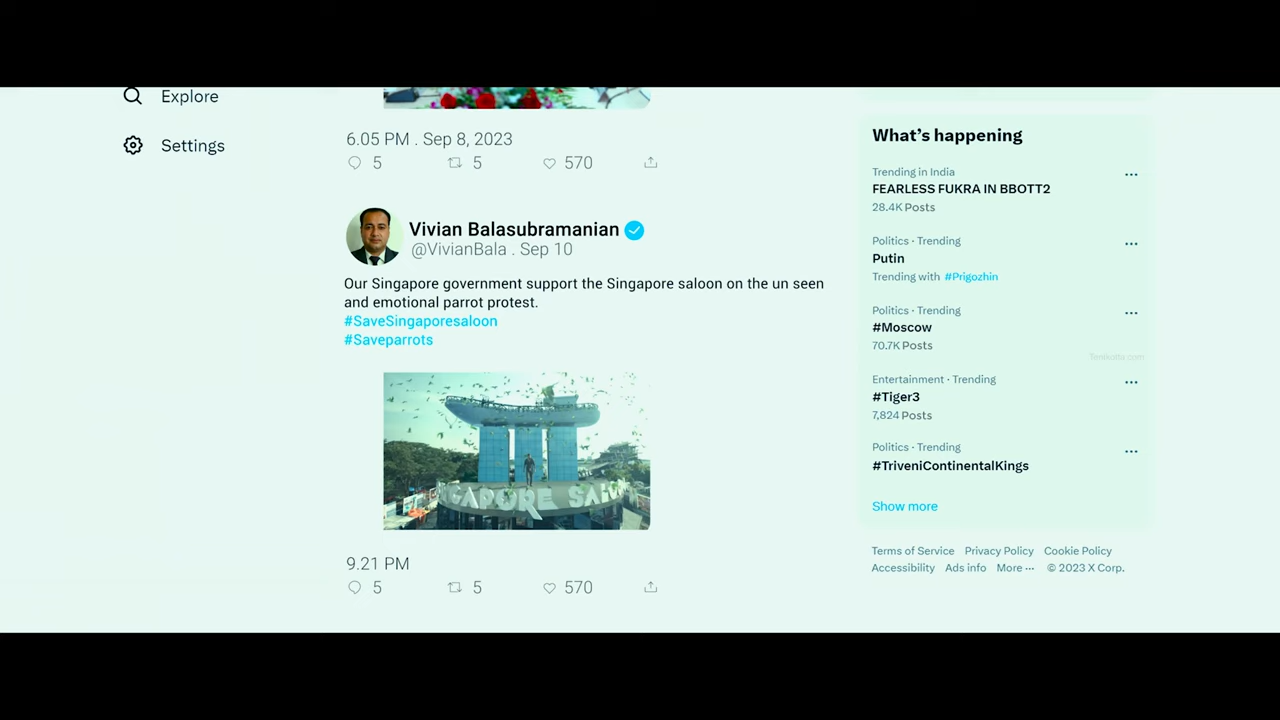 Explore
Settings
6.05 PM . Sep 8, 2023
5 5 570
Vivian Balasubramanian
@VivianBala . Sep 10
Our Singapore government support the Singapore saloon on the un seen
and emotional parrot protest.
#SaveSingaporesaloon
#Saveparrots
SINGAPORE SALOON
9.21 PM
5 5 570
What’s happening
Trending in India
FEARLESS FUKRA IN BBOTT2
28.4K Posts
Politics · Trending
Putin
Trending with #Prigozhin
Politics · Trending
#Moscow
70.7K Posts
Entertainment · Trending
#Tiger3
7,824 Posts
Politics · Trending
#TriveniContinentalKings
Show more
Terms of Service Privacy Policy Cookie Policy
Accessibility Ads info More ··· © 2023 X Corp.